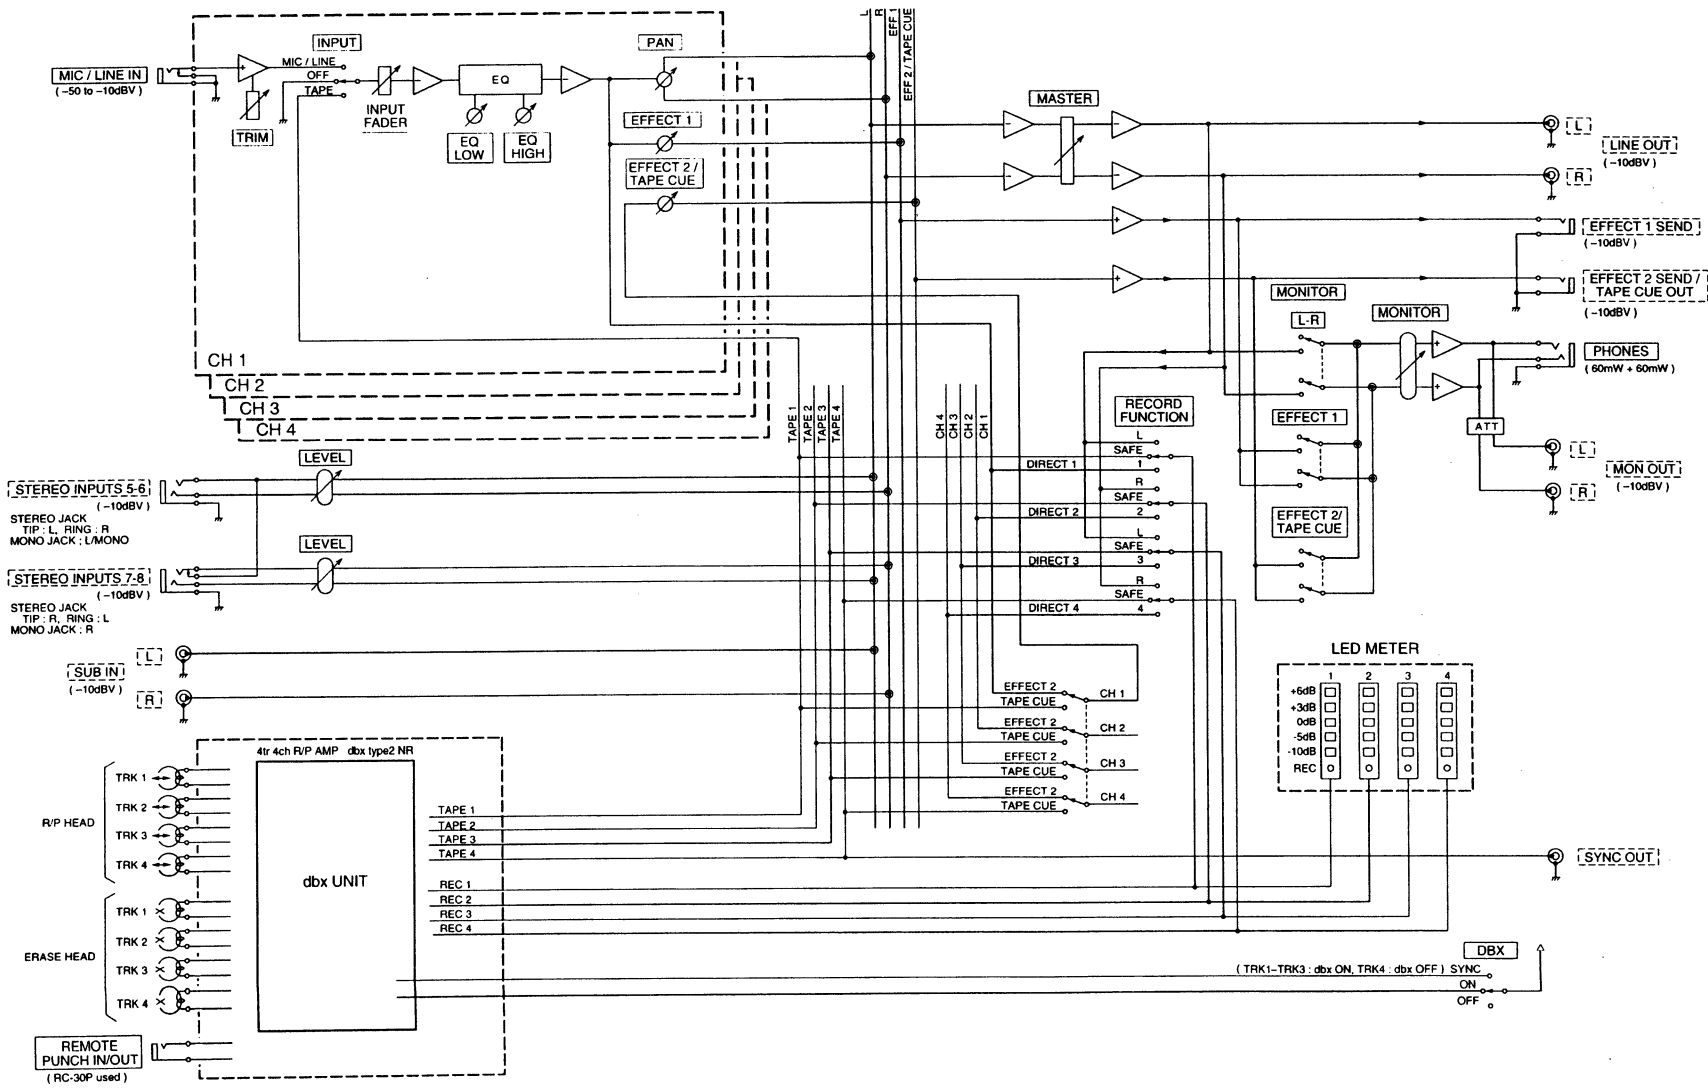 INPUT
MIC / LINE IN
(–50 to –10dBV)
MIC / LINE
OFF
TAPE
TRIM
INPUT
FADER
EQ
EQ
LOW
EQ
HIGH
PAN
EFFECT 1
EFFECT 2 /
TAPE CUE
CH 1
CH 2
CH 3
CH 4
L
R
EFF 1
EFF 2 / TAPE CUE
MASTER
L
LINE OUT
(–10dBV)
R
EFFECT 1 SEND
(–10dBV)
EFFECT 2 SEND /
TAPE CUE OUT
(–10dBV)
MONITOR
L-R
MONITOR
PHONES
(60mW + 60mW)
EFFECT 1
ATT
L
MON OUT
(–10dBV)
R
EFFECT 2/
TAPE CUE
TAPE 1
TAPE 2
TAPE 3
TAPE 4
CH 4
CH 3
CH 2
CH 1
RECORD
FUNCTION
L
SAFE
DIRECT 1
1
R
SAFE
DIRECT 2
2
L
SAFE
DIRECT 3
3
R
SAFE
DIRECT 4
4
LEVEL
STEREO INPUTS 5-6
(–10dBV)
STEREO JACK
TIP : L, RING : R
MONO JACK : L/MONO
LEVEL
STEREO INPUTS 7-8
(–10dBV)
STEREO JACK
TIP : R, RING : L
MONO JACK : R
L
SUB IN
(–10dBV)
R
EFFECT 2
TAPE CUE
CH 1
EFFECT 2
TAPE CUE
CH 2
EFFECT 2
TAPE CUE
CH 3
EFFECT 2
TAPE CUE
CH 4
LED METER
1 2 3 4
+6dB
+3dB
0dB
-5dB
-10dB
REC
4tr 4ch R/P AMP dbx type2 NR
R/P HEAD
TRK 1
TRK 2
TRK 3
TRK 4
dbx UNIT
TAPE 1
TAPE 2
TAPE 3
TAPE 4
REC 1
REC 2
REC 3
REC 4
SYNC OUT
ERASE HEAD
TRK 1
TRK 2
TRK 3
TRK 4
DBX
(TRK1–TRK3 : dbx ON, TRK4 : dbx OFF) SYNC
ON
OFF
REMOTE
PUNCH IN/OUT
(RC-30P used)